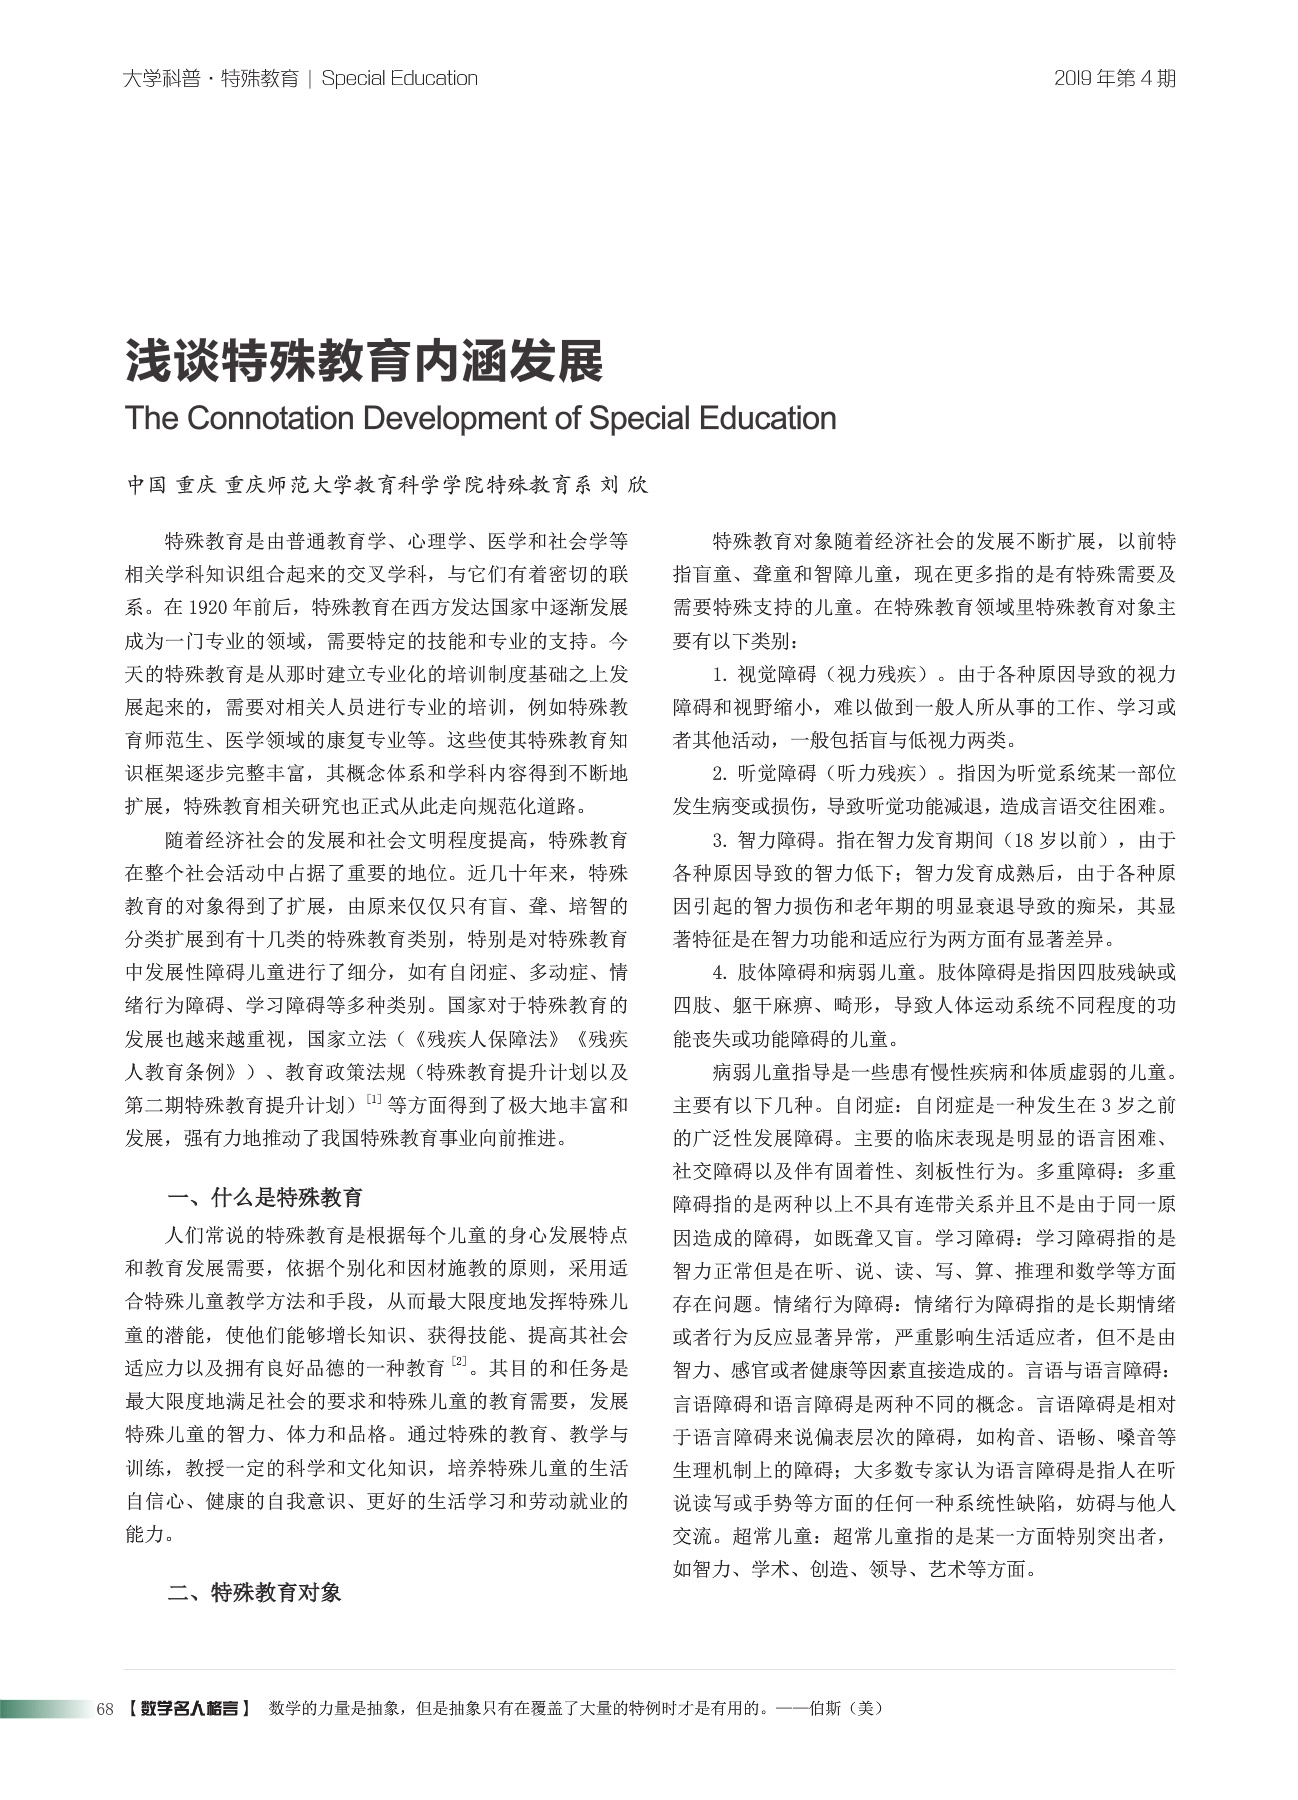 大学科普·特殊教育 | Special Education
2019 年第 4 期
浅谈特殊教育内涵发展
The Connotation Development of Special Education
中国 重庆 重庆师范大学教育科学学院特殊教育系 刘 欣
特殊教育是由普通教育学、心理学、医学和社会学等
相关学科知识组合起来的交叉学科，与它们有着密切的联
系。在 1920 年前后，特殊教育在西方发达国家中逐渐发展
成为一门专业的领域，需要特定的技能和专业的支持。今
天的特殊教育是从那时建立专业化的培训制度基础之上发
展起来的，需要对相关人员进行专业的培训，例如特殊教
育师范生、医学领域的康复专业等。这些使其特殊教育知
识框架逐步完整丰富，其概念体系和学科内容得到不断地
扩展，特殊教育相关研究也正式从此走向规范化道路。
随着经济社会的发展和社会文明程度提高，特殊教育
在整个社会活动中占据了重要的地位。近几十年来，特殊
教育的对象得到了扩展，由原来仅仅只有盲、聋、培智的
分类扩展到有十几类的特殊教育类别，特别是对特殊教育
中发展性障碍儿童进行了细分，如有自闭症、多动症、情
绪行为障碍、学习障碍等多种类别。国家对于特殊教育的
发展也越来越重视，国家立法（《残疾人保障法》《残疾
人教育条例》）、教育政策法规（特殊教育提升计划以及
第二期特殊教育提升计划）[1] 等方面得到了极大地丰富和
发展，强有力地推动了我国特殊教育事业向前推进。
一、什么是特殊教育
人们常说的特殊教育是根据每个儿童的身心发展特点
和教育发展需要，依据个别化和因材施教的原则，采用适
合特殊儿童教学方法和手段，从而最大限度地发挥特殊儿
童的潜能，使他们能够增长知识、获得技能、提高其社会
适应力以及拥有良好品德的一种教育 [2]。其目的和任务是
最大限度地满足社会的要求和特殊儿童的教育需要，发展
特殊儿童的智力、体力和品格。通过特殊的教育、教学与
训练，教授一定的科学和文化知识，培养特殊儿童的生活
自信心、健康的自我意识、更好的生活学习和劳动就业的
能力。
二、特殊教育对象
特殊教育对象随着经济社会的发展不断扩展，以前特
指盲童、聋童和智障儿童，现在更多指的是有特殊需要及
需要特殊支持的儿童。在特殊教育领域里特殊教育对象主
要有以下类别：
1. 视觉障碍（视力残疾）。由于各种原因导致的视力
障碍和视野缩小，难以做到一般人所从事的工作、学习或
者其他活动，一般包括盲与低视力两类。
2. 听觉障碍（听力残疾）。指因为听觉系统某一部位
发生病变或损伤，导致听觉功能减退，造成言语交往困难。
3. 智力障碍。指在智力发育期间（18 岁以前），由于
各种原因导致的智力低下；智力发育成熟后，由于各种原
因引起的智力损伤和老年期的明显衰退导致的痴呆，其显
著特征是在智力功能和适应行为两方面有显著差异。
4. 肢体障碍和病弱儿童。肢体障碍是指因四肢残缺或
四肢、躯干麻痹、畸形，导致人体运动系统不同程度的功
能丧失或功能障碍的儿童。
病弱儿童指导是一些患有慢性疾病和体质虚弱的儿童。
主要有以下几种。自闭症：自闭症是一种发生在 3 岁之前
的广泛性发展障碍。主要的临床表现是明显的语言困难、
社交障碍以及伴有固着性、刻板性行为。多重障碍：多重
障碍指的是两种以上不具有连带关系并且不是由于同一原
因造成的障碍，如既聋又盲。学习障碍：学习障碍指的是
智力正常但是在听、说、读、写、算、推理和数学等方面
存在问题。情绪行为障碍：情绪行为障碍指的是长期情绪
或者行为反应显著异常，严重影响生活适应者，但不是由
智力、感官或者健康等因素直接造成的。言语与语言障碍：
言语障碍和语言障碍是两种不同的概念。言语障碍是相对
于语言障碍来说偏表层次的障碍，如构音、语畅、嗓音等
生理机制上的障碍；大多数专家认为语言障碍是指人在听
说读写或手势等方面的任何一种系统性缺陷，妨碍与他人
交流。超常儿童：超常儿童指的是某一方面特别突出者，
如智力、学术、创造、领导、艺术等方面。
68 【数学名人格言】 数学的力量是抽象，但是抽象只有在覆盖了大量的特例时才是有用的。——伯斯（美）